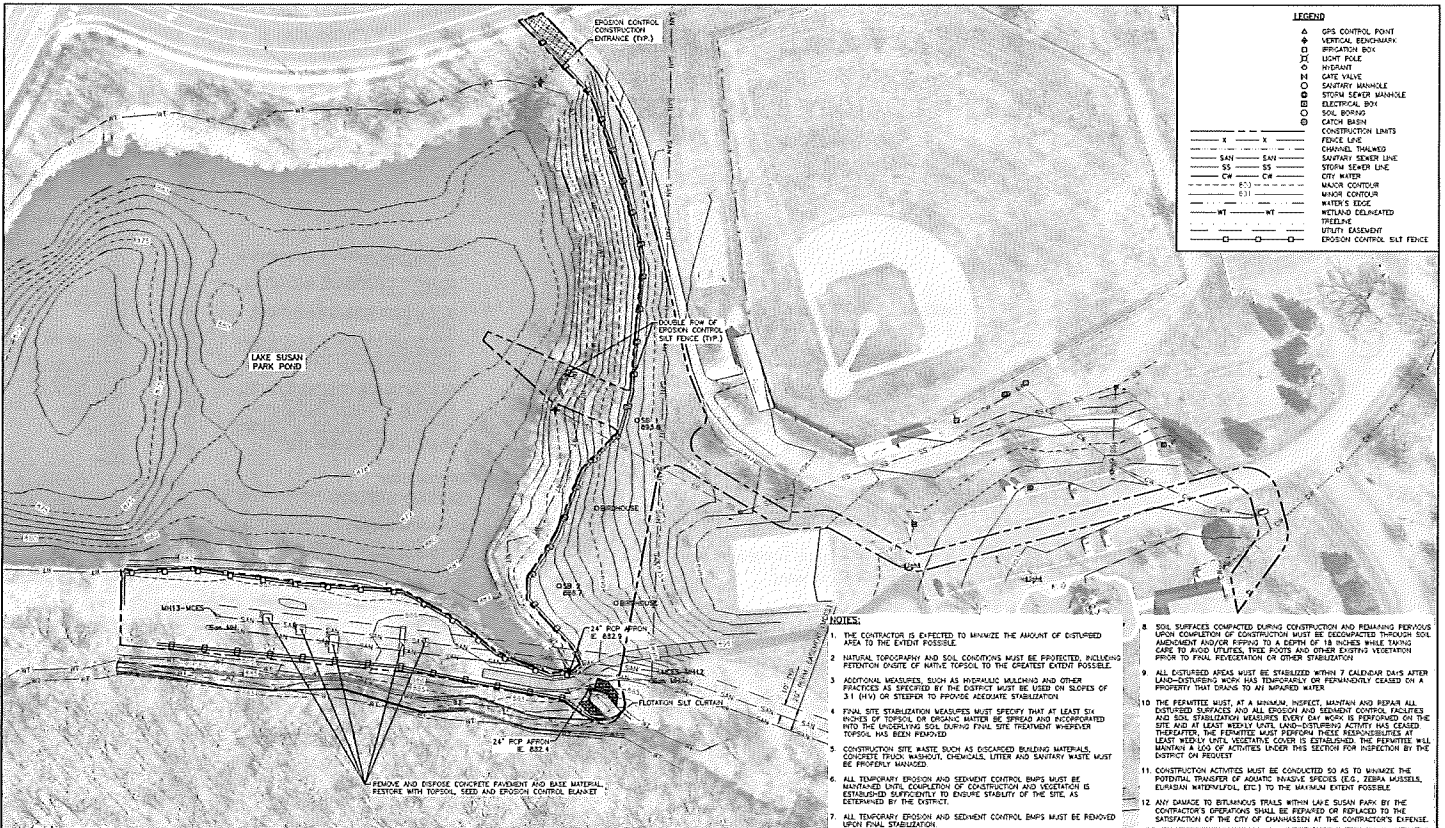 EROSION CONTROL
CONSTRUCTION
ENTRANCE (TYP.)
LEGEND
GPS CONTROL POINT
VERTICAL BENCHMARK
IRRIGATION BOX
LIGHT POLE
HYDRANT
GATE VALVE
SANITARY MANHOLE
STORM SEWER MANHOLE
ELECTRICAL BOX
SOIL BORING
CATCH BASIN
CONSTRUCTION LIMITS
X X FENCE LINE
CHANNEL THALWEG
SAN SAN SANITARY SEWER LINE
SS SS STORM SEWER LINE
CW CW CITY WATER
MAJOR CONTOUR
MINOR CONTOUR
WATER'S EDGE
WT WT WETLAND DELINEATED
TREELINE
UTILITY EASEMENT
EROSION CONTROL SILT FENCE
DOUBLE ROW OF
EROSION CONTROL
SILT FENCE (TYP.)
LAKE SUSAN
PARK POND
BIRDHOUSE
BIRDHOUSE
MH13-MCES
24" RCP APRON
IE. 882.9
FLOTATION SILT CURTAIN
24" RCP APRON
IE. 882.4
Light
Light
REMOVE AND DISPOSE CONCRETE PAVEMENT AND BASE MATERIAL,
RESTORE WITH TOPSOIL, SEED AND EROSION CONTROL BLANKET
NOTES:
1. THE CONTRACTOR IS EXPECTED TO MINIMIZE THE AMOUNT OF DISTURBED
AREA TO THE EXTENT POSSIBLE.
2 NATURAL TOPOGRAPHY AND SOIL CONDITIONS MUST BE PROTECTED, INCLUDING
RETENTION ONSITE OF NATIVE TOPSOIL TO THE GREATEST EXTENT POSSIBLE.
3 ADDITIONAL MEASURES, SUCH AS HYDRAULIC MULCHING AND OTHER
PRACTICES AS SPECIFIED BY THE DISTRICT MUST BE USED ON SLOPES OF
3:1 (H:V) OR STEEPER TO PROVIDE ADEQUATE STABILIZATION.
4 FINAL SITE STABILIZATION MEASURES MUST SPECIFY THAT AT LEAST SIX
INCHES OF TOPSOIL OR ORGANIC MATTER BE SPREAD AND INCORPORATED
INTO THE UNDERLYING SOIL DURING FINAL SITE TREATMENT WHEREVER
TOPSOIL HAS BEEN REMOVED
5. CONSTRUCTION SITE WASTE SUCH AS DISCARDED BUILDING MATERIALS,
CONCRETE TRUCK WASHOUT, CHEMICALS, LITTER AND SANITARY WASTE MUST
BE PROPERLY MANAGED.
6. ALL TEMPORARY EROSION AND SEDIMENT CONTROL BMPS MUST BE
MAINTAINED UNTIL COMPLETION OF CONSTRUCTION AND VEGETATION IS
ESTABLISHED SUFFICIENTLY TO ENSURE STABILITY OF THE SITE, AS
DETERMINED BY THE DISTRICT.
7. ALL TEMPORARY EROSION AND SEDIMENT CONTROL BMPS MUST BE REMOVED
UPON FINAL STABILIZATION.
8 SOIL SURFACES COMPACTED DURING CONSTRUCTION AND REMAINING PERVIOUS
UPON COMPLETION OF CONSTRUCTION MUST BE DECOMPACTED THROUGH SOIL
AMENDMENT AND/OR RIPPING TO A DEPTH OF 18 INCHES WHILE TAKING
CARE TO AVOID UTILITIES, TREE ROOTS AND OTHER EXISTING VEGETATION
PRIOR TO FINAL REVEGETATION OR OTHER STABILIZATION
9 ALL DISTURBED AREAS MUST BE STABILIZED WITHIN 7 CALENDAR DAYS AFTER
LAND-DISTURBING WORK HAS TEMPORARILY OR PERMANENTLY CEASED ON A
PROPERTY THAT DRAINS TO AN IMPAIRED WATER
10 THE PERMITTEE MUST, AT A MINIMUM, INSPECT, MAINTAIN AND REPAIR ALL
DISTURBED SURFACES AND ALL EROSION AND SEDIMENT CONTROL FACILITIES
AND SOIL STABILIZATION MEASURES EVERY DAY WORK IS PERFORMED ON THE
SITE AND AT LEAST WEEKLY UNTIL LAND-DISTURBING ACTIVITY HAS CEASED.
THEREAFTER, THE PERMITTEE MUST PERFORM THESE RESPONSIBILITIES AT
LEAST WEEKLY UNTIL VEGETATIVE COVER IS ESTABLISHED. THE PERMITTEE WILL
MAINTAIN A LOG OF ACTIVITIES UNDER THIS SECTION FOR INSPECTION BY THE
DISTRICT ON REQUEST
11. CONSTRUCTION ACTIVITIES MUST BE CONDUCTED SO AS TO MINIMIZE THE
POTENTIAL TRANSFER OF AQUATIC INVASIVE SPECIES (E.G., ZEBRA MUSSELS,
EURASIAN WATERMILFOIL, ETC.) TO THE MAXIMUM EXTENT POSSIBLE
12 ANY DAMAGE TO BITUMINOUS TRAILS WITHIN LAKE SUSAN PARK BY THE
CONTRACTOR'S OPERATIONS SHALL BE REPAIRED OR REPLACED TO THE
SATISFACTION OF THE CITY OF CHANHASSEN AT THE CONTRACTOR'S EXPENSE.